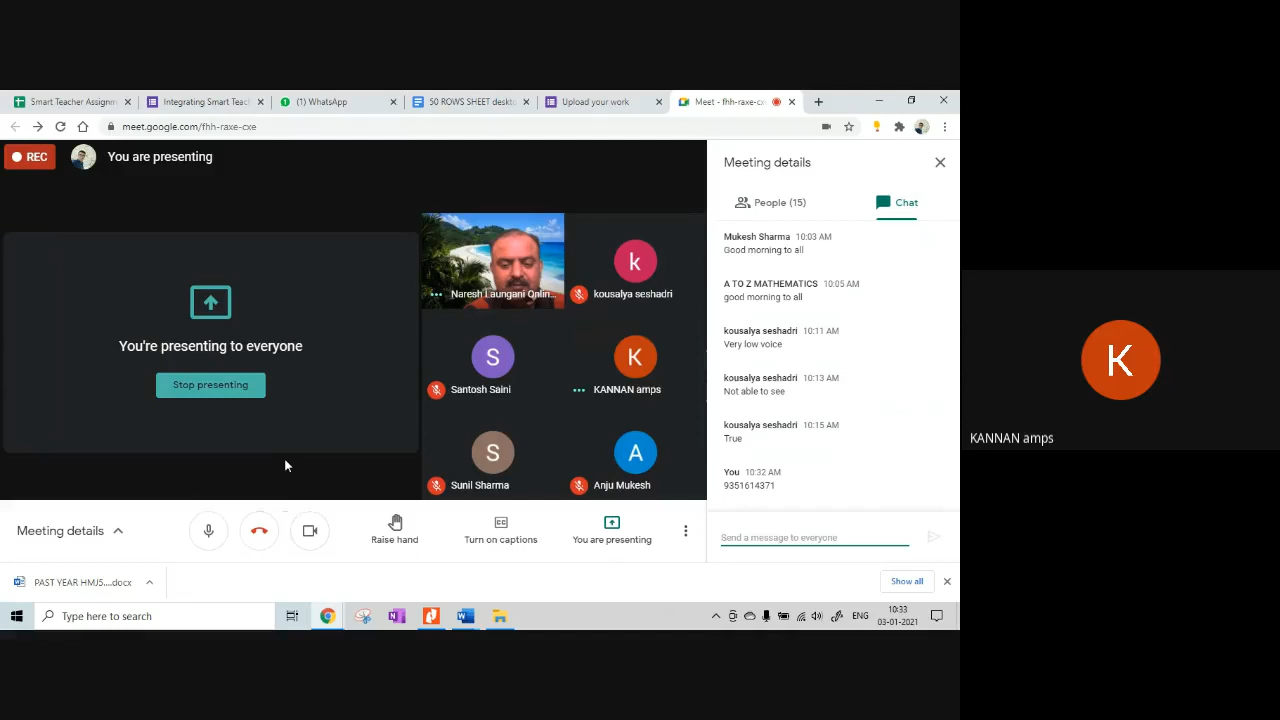 Smart Teacher Assignm
Integrating Smart Teac
(1) WhatsApp
50 ROWS SHEET deskto
Upload your work
Meet - fhh-raxe-cx
meet.google.com/fhh-raxe-cxe
REC
You are presenting
You're presenting to everyone
Stop presenting
Naresh Laungani Onlin...
k
kousalya seshadri
S
Santosh Saini
K
KANNAN amps
S
Sunil Sharma
A
Anju Mukesh
Meeting details
People (15)
Chat
Mukesh Sharma 10:03 AM
Good morning to all
A TO Z MATHEMATICS 10:05 AM
good morning to all
kousalya seshadri 10:11 AM
Very low voice
kousalya seshadri 10:13 AM
Not able to see
kousalya seshadri 10:15 AM
True
You 10:32 AM
9351614371
Send a message to everyone
Meeting details
Raise hand
CC
Turn on captions
You are presenting
PAST YEAR HMJ5....docx
Show all
Type here to search
ENG
10:33
03-01-2021
K
KANNAN amps